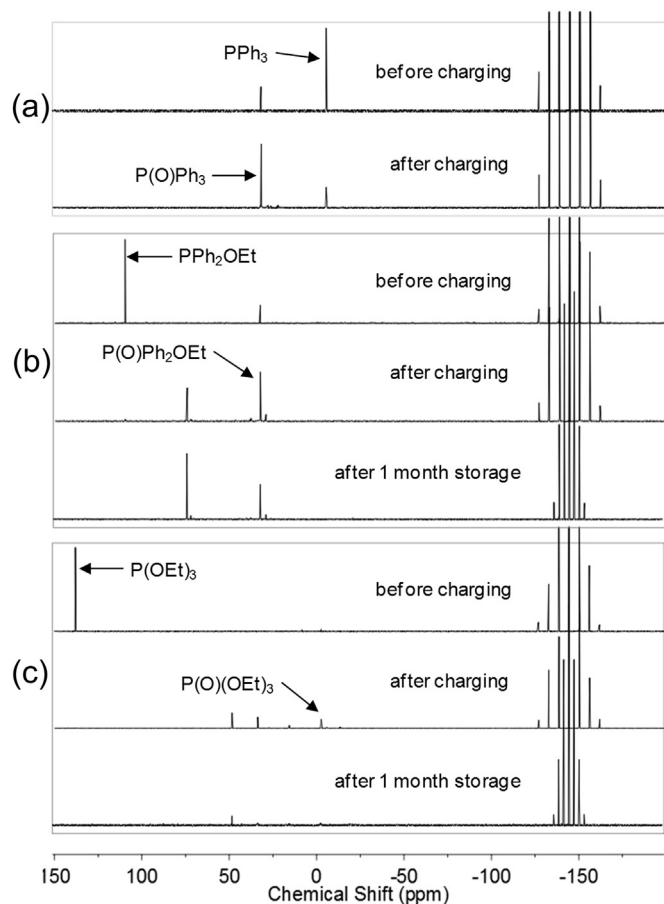 PPh₃
before charging
(a)
P(O)Ph₃
after charging
PPh₂OEt
before charging
(b)
P(O)Ph₂OEt
after charging
after 1 month storage
P(OEt)₃
before charging
(c)
P(O)(OEt)₃
after charging
after 1 month storage
150 100 50 0 -50 -100 -150
Chemical Shift (ppm)